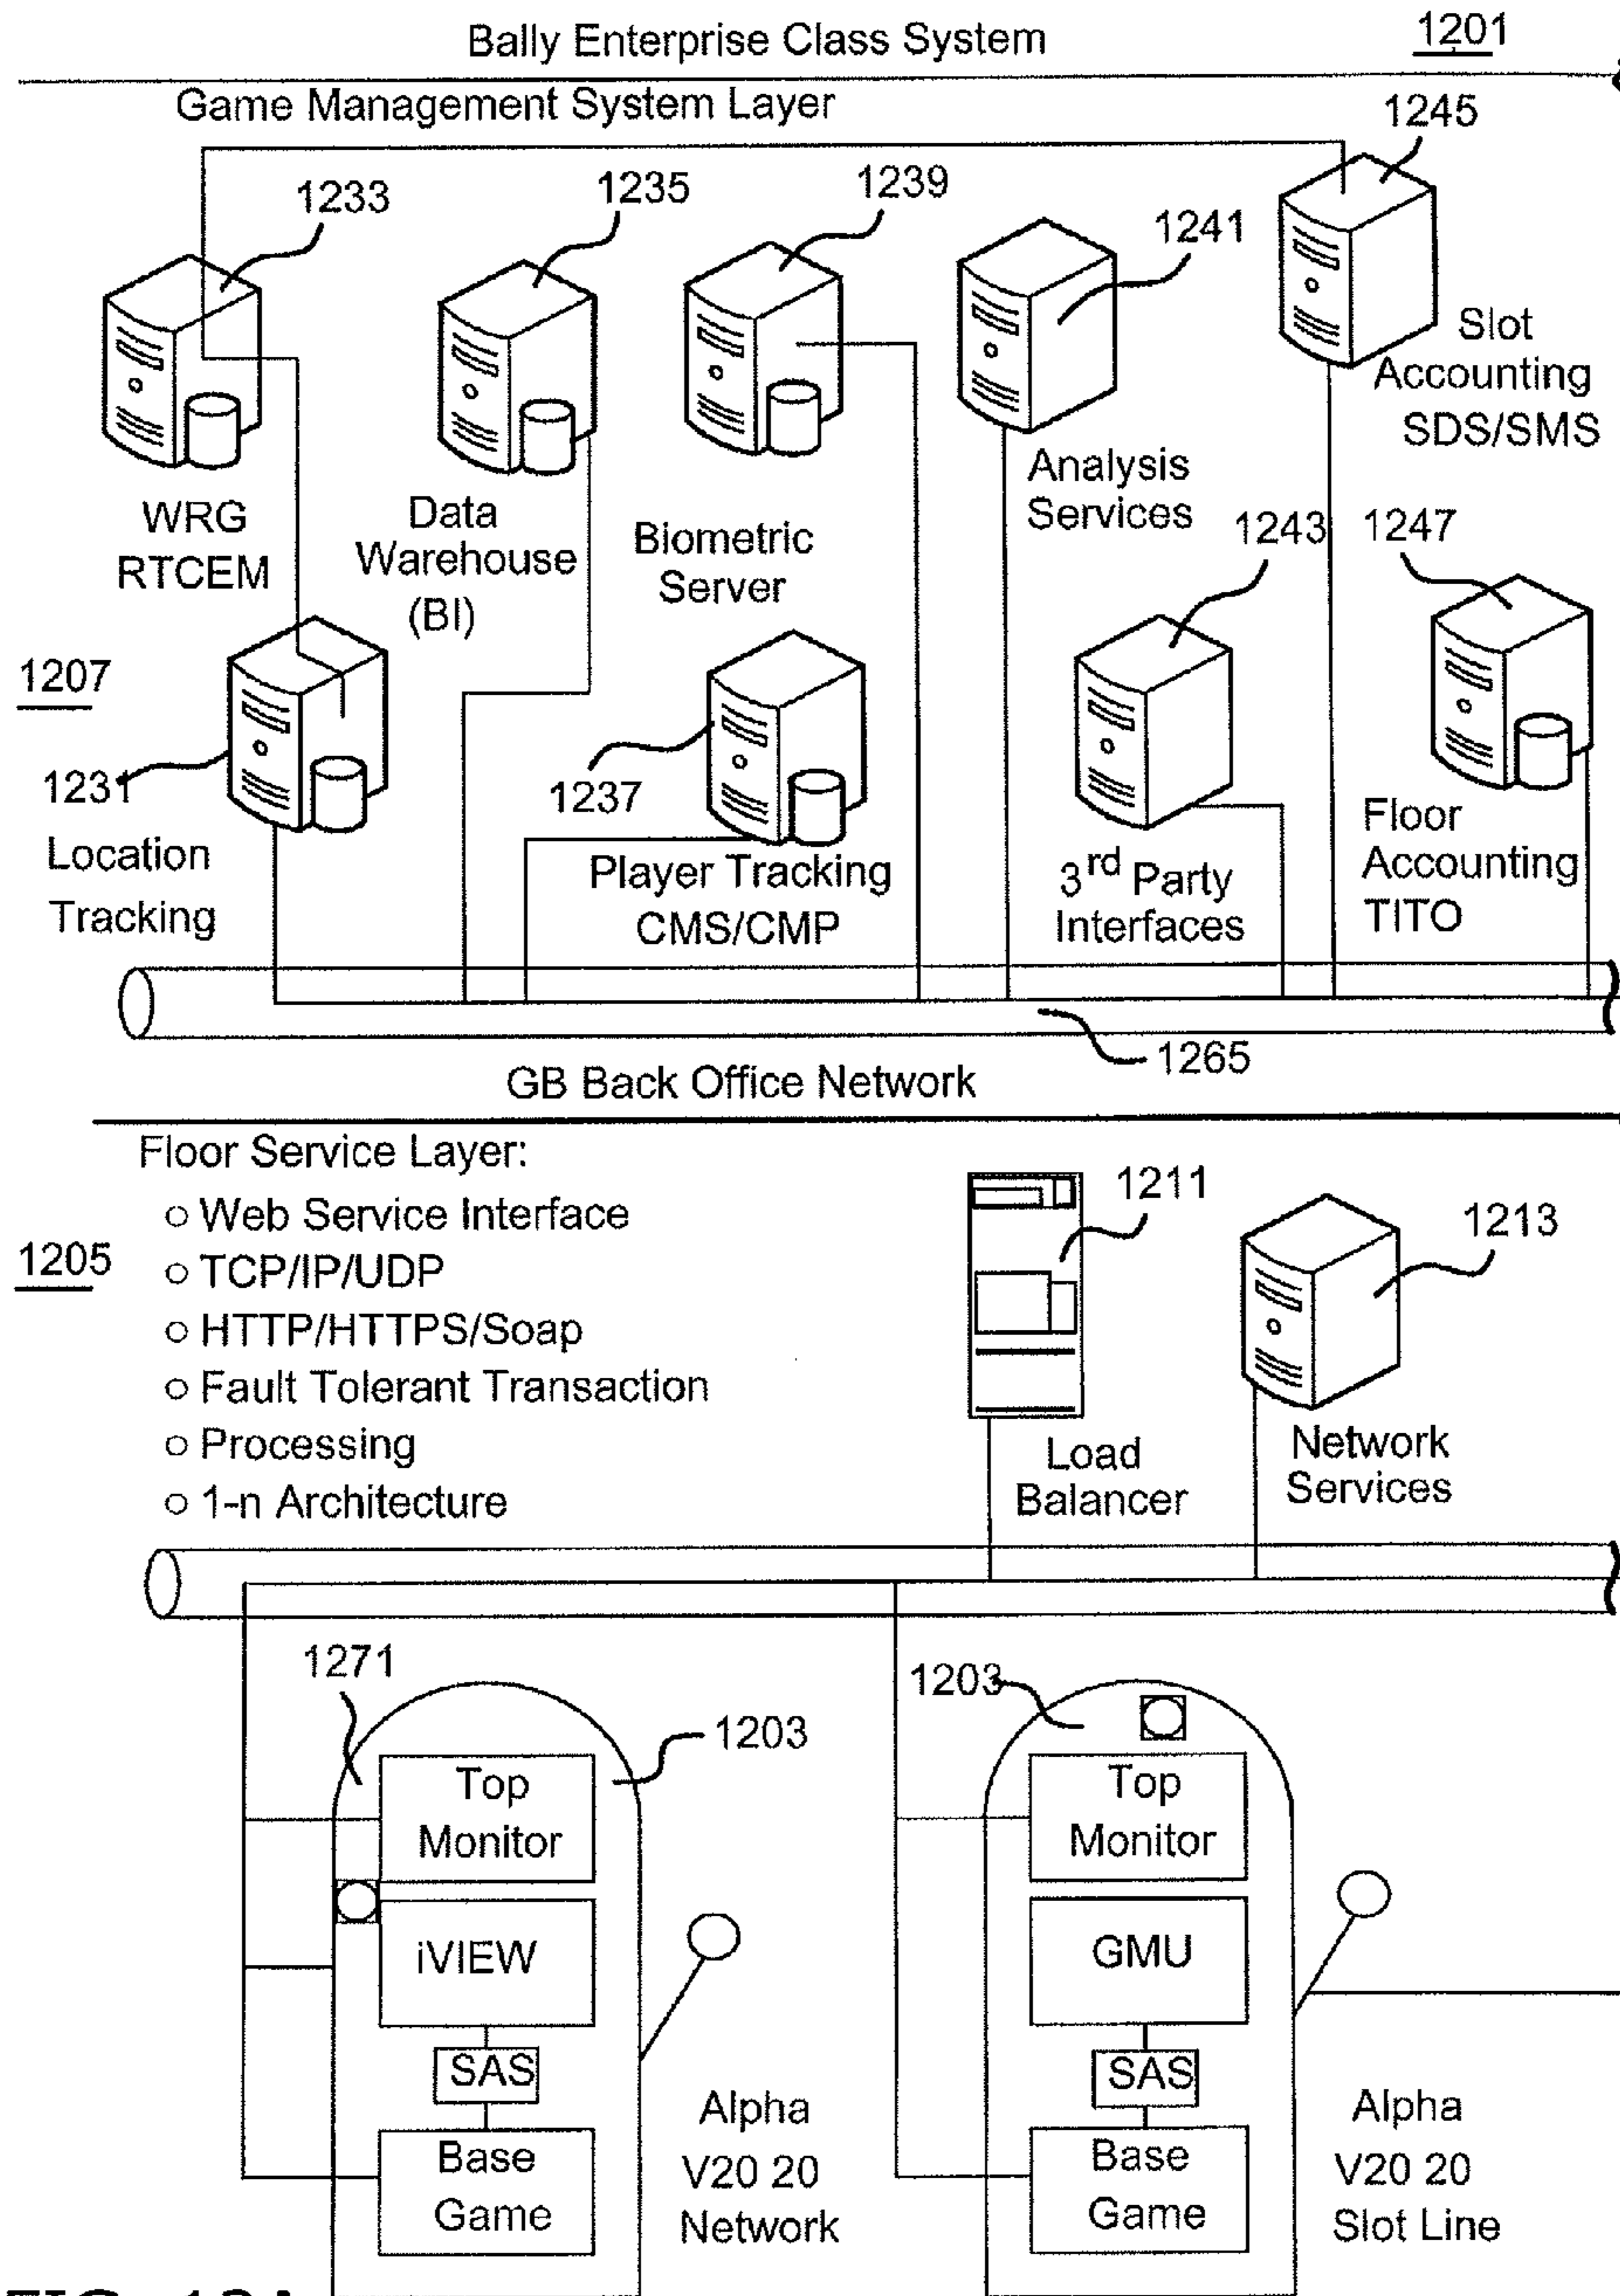 Bally Enterprise Class System
1201
Game Management System Layer
1245
1233
1235
1239
1241
Slot
Accounting
SDS/SMS
WRG
RTCEM
Data
Warehouse
(BI)
Biometric
Server
Analysis
Services
1243
1247
1207
1231
Location
Tracking
1237
Player Tracking
CMS/CMP
3rd Party
Interfaces
Floor
Accounting
TITO
1265
GB Back Office Network
Floor Service Layer:
○ Web Service Interface
○ TCP/IP/UDP
○ HTTP/HTTPS/Soap
○ Fault Tolerant Transaction
○ Processing
○ 1-n Architecture
1205
1211
1213
Load
Balancer
Network
Services
1271
1203
Top
Monitor
iVIEW
SAS
Base
Game
Alpha
V20 20
Network
1203
Top
Monitor
GMU
SAS
Base
Game
Alpha
V20 20
Slot Line